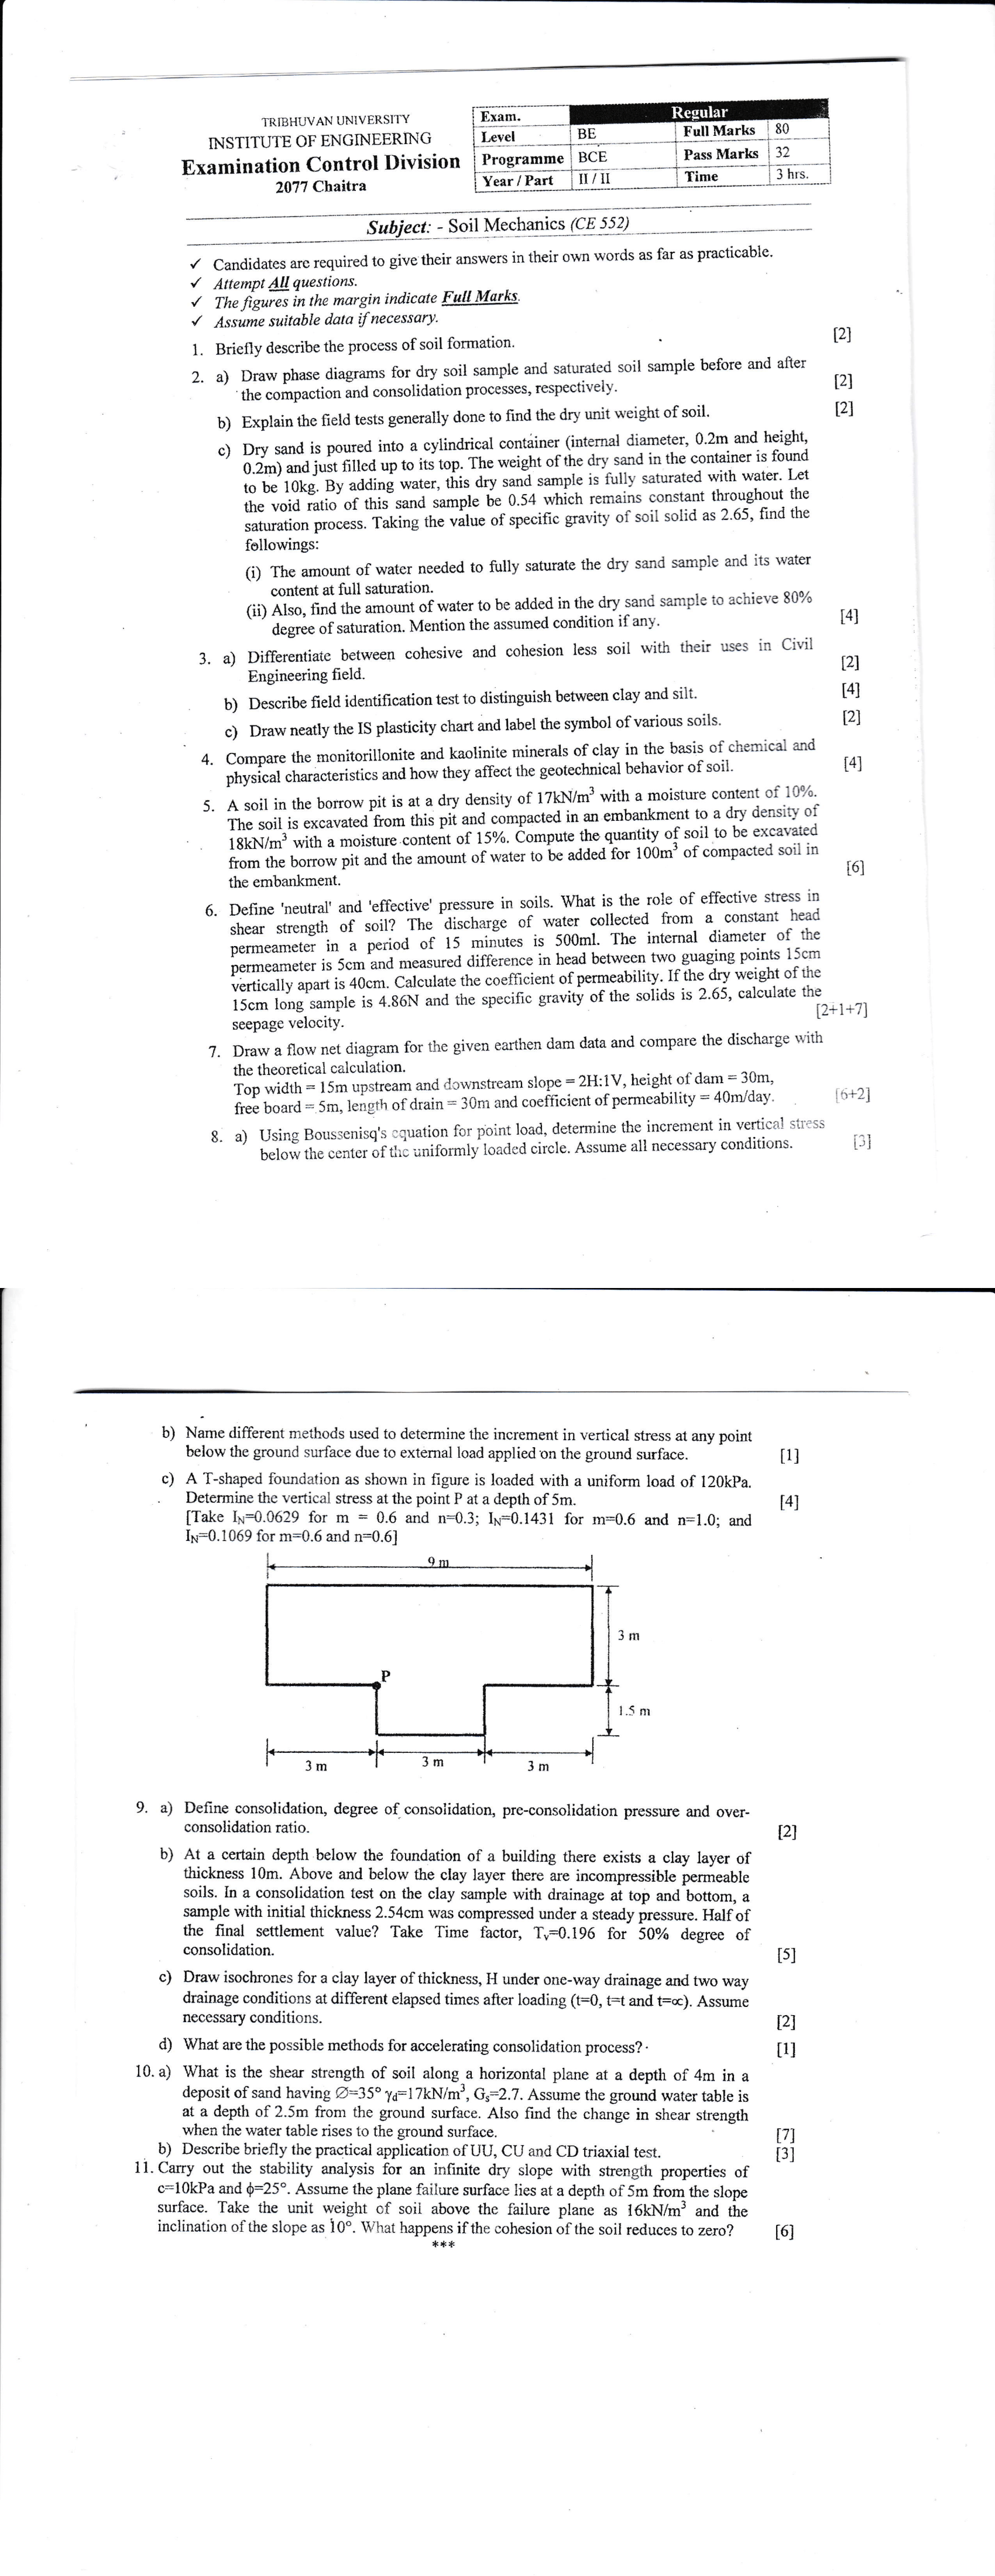 TRIBHUVAN UNIVERSITY
INSTITUTE OF ENGINEERING
Examination Control Division
2077 Chaitra
Exam. Regular
Level BE Full Marks 80
Programme BCE Pass Marks 32
Year / Part II / II Time 3 hrs.
Subject: - Soil Mechanics (CE 552)
✓ Candidates are required to give their answers in their own words as far as practicable.
✓ Attempt All questions.
✓ The figures in the margin indicate Full Marks.
✓ Assume suitable data if necessary.
1. Briefly describe the process of soil formation. [2]
2. a) Draw phase diagrams for dry soil sample and saturated soil sample before and after
the compaction and consolidation processes, respectively. [2]
b) Explain the field tests generally done to find the dry unit weight of soil. [2]
c) Dry sand is poured into a cylindrical container (internal diameter, 0.2m and height,
0.2m) and just filled up to its top. The weight of the dry sand in the container is found
to be 10kg. By adding water, this dry sand sample is fully saturated with water. Let
the void ratio of this sand sample be 0.54 which remains constant throughout the
saturation process. Taking the value of specific gravity of soil solid as 2.65, find the
followings:
(i) The amount of water needed to fully saturate the dry sand sample and its water
content at full saturation.
(ii) Also, find the amount of water to be added in the dry sand sample to achieve 80%
degree of saturation. Mention the assumed condition if any. [4]
3. a) Differentiate between cohesive and cohesion less soil with their uses in Civil
Engineering field. [2]
b) Describe field identification test to distinguish between clay and silt. [4]
c) Draw neatly the IS plasticity chart and label the symbol of various soils. [2]
4. Compare the monitorillonite and kaolinite minerals of clay in the basis of chemical and
physical characteristics and how they affect the geotechnical behavior of soil. [4]
5. A soil in the borrow pit is at a dry density of 17kN/m³ with a moisture content of 10%.
The soil is excavated from this pit and compacted in an embankment to a dry density of
18kN/m³ with a moisture content of 15%. Compute the quantity of soil to be excavated
from the borrow pit and the amount of water to be added for 100m³ of compacted soil in
the embankment. [6]
6. Define 'neutral' and 'effective' pressure in soils. What is the role of effective stress in
shear strength of soil? The discharge of water collected from a constant head
permeameter in a period of 15 minutes is 500ml. The internal diameter of the
permeameter is 5cm and measured difference in head between two guaging points 15cm
vertically apart is 40cm. Calculate the coefficient of permeability. If the dry weight of the
15cm long sample is 4.86N and the specific gravity of the solids is 2.65, calculate the
seepage velocity. [2+1+7]
7. Draw a flow net diagram for the given earthen dam data and compare the discharge with
the theoretical calculation.
Top width = 15m upstream and downstream slope = 2H:1V, height of dam = 30m,
free board = 5m, length of drain = 30m and coefficient of permeability = 40m/day. [6+2]
8. a) Using Boussenisq's equation for point load, determine the increment in vertical stress
below the center of the uniformly loaded circle. Assume all necessary conditions. [3]
b) Name different methods used to determine the increment in vertical stress at any point
below the ground surface due to external load applied on the ground surface. [1]
c) A T-shaped foundation as shown in figure is loaded with a uniform load of 120kPa.
Determine the vertical stress at the point P at a depth of 5m. [4]
[Take I_N=0.0629 for m = 0.6 and n=0.3; I_N=0.1431 for m=0.6 and n=1.0; and
I_N=0.1069 for m=0.6 and n=0.6]
9 m
3 m
P
1.5 m
3 m 3 m 3 m
9. a) Define consolidation, degree of consolidation, pre-consolidation pressure and over-
consolidation ratio. [2]
b) At a certain depth below the foundation of a building there exists a clay layer of
thickness 10m. Above and below the clay layer there are incompressible permeable
soils. In a consolidation test on the clay sample with drainage at top and bottom, a
sample with initial thickness 2.54cm was compressed under a steady pressure. Half of
the final settlement value? Take Time factor, Tᵥ=0.196 for 50% degree of
consolidation. [5]
c) Draw isochrones for a clay layer of thickness, H under one-way drainage and two way
drainage conditions at different elapsed times after loading (t=0, t=t and t=∝). Assume
necessary conditions. [2]
d) What are the possible methods for accelerating consolidation process? [1]
10. a) What is the shear strength of soil along a horizontal plane at a depth of 4m in a
deposit of sand having Ø=35° γd=17kN/m³, Gₛ=2.7. Assume the ground water table is
at a depth of 2.5m from the ground surface. Also find the change in shear strength
when the water table rises to the ground surface. [7]
b) Describe briefly the practical application of UU, CU and CD triaxial test. [3]
11. Carry out the stability analysis for an infinite dry slope with strength properties of
c=10kPa and ϕ=25°. Assume the plane failure surface lies at a depth of 5m from the slope
surface. Take the unit weight of soil above the failure plane as 16kN/m³ and the
inclination of the slope as 10°. What happens if the cohesion of the soil reduces to zero? [6]
***